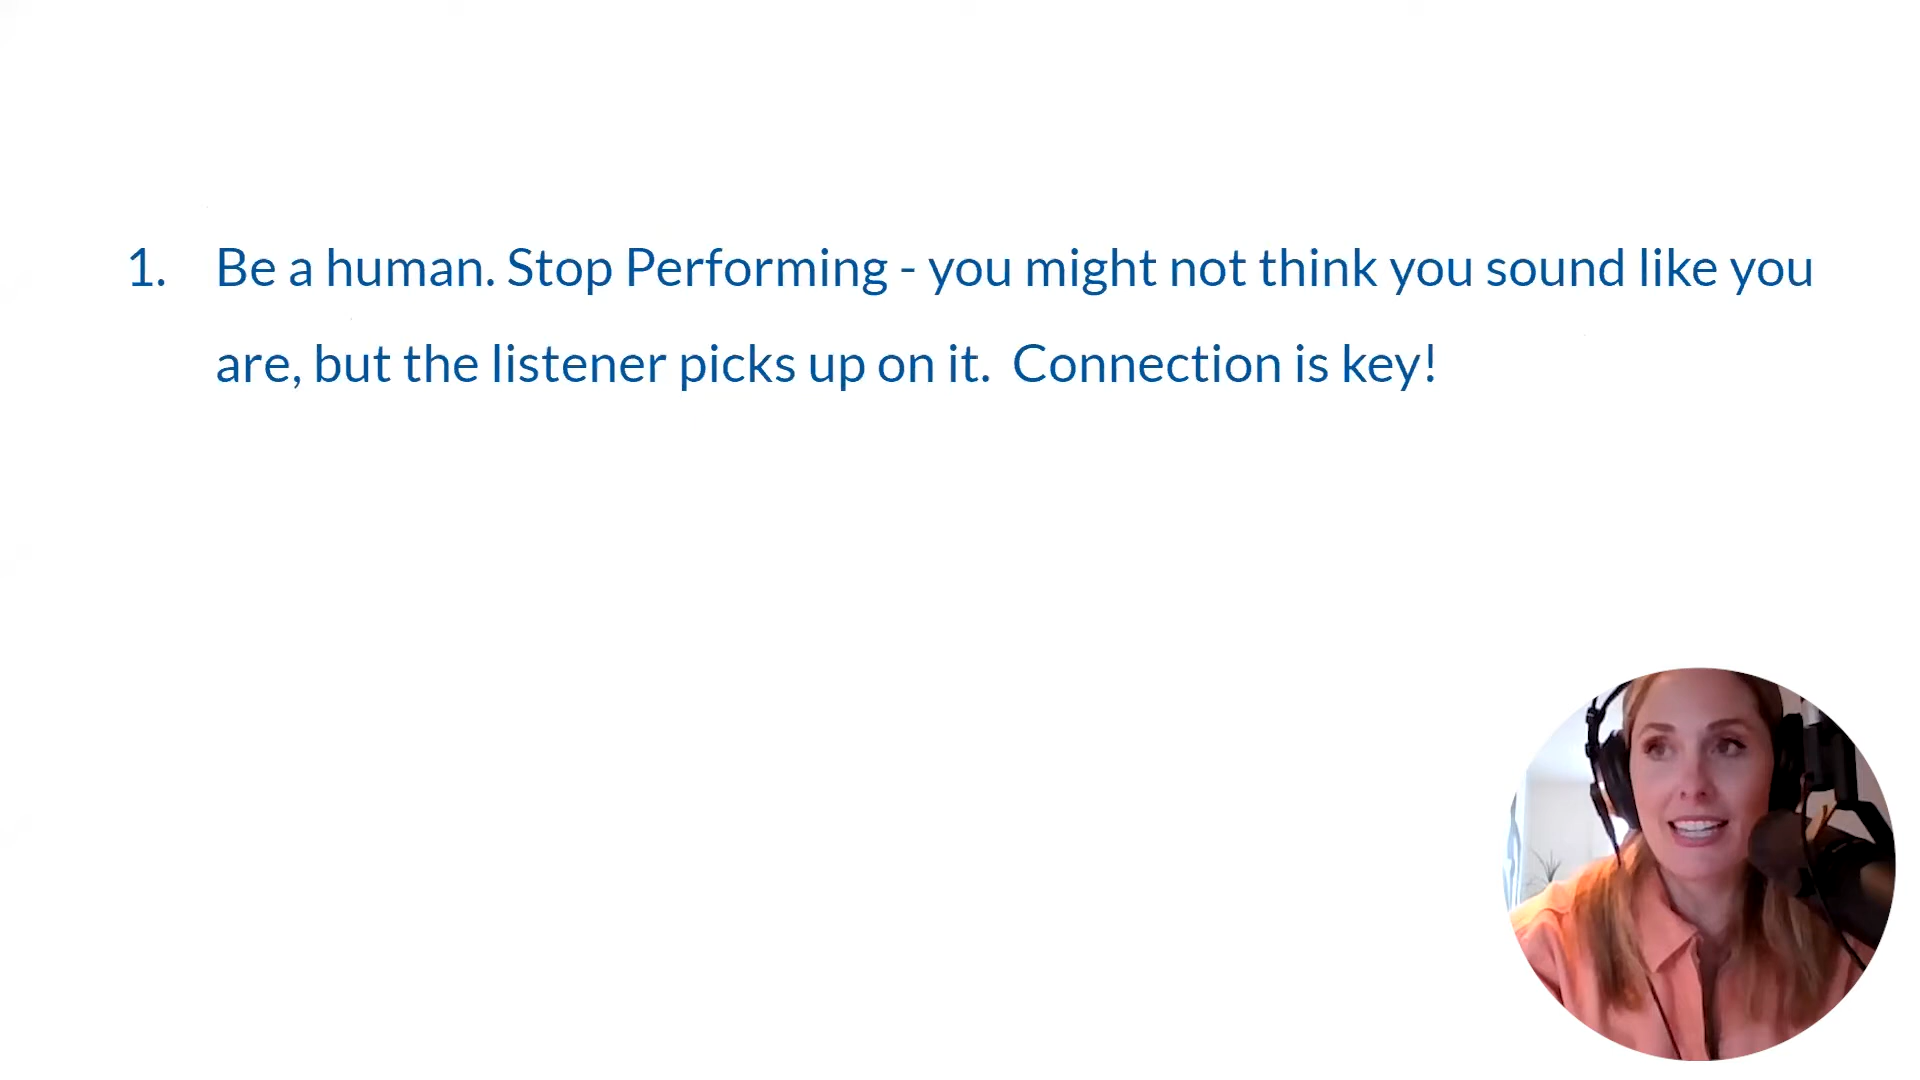 1. Be a human. Stop Performing - you might not think you sound like you
are, but the listener picks up on it.  Connection is key!